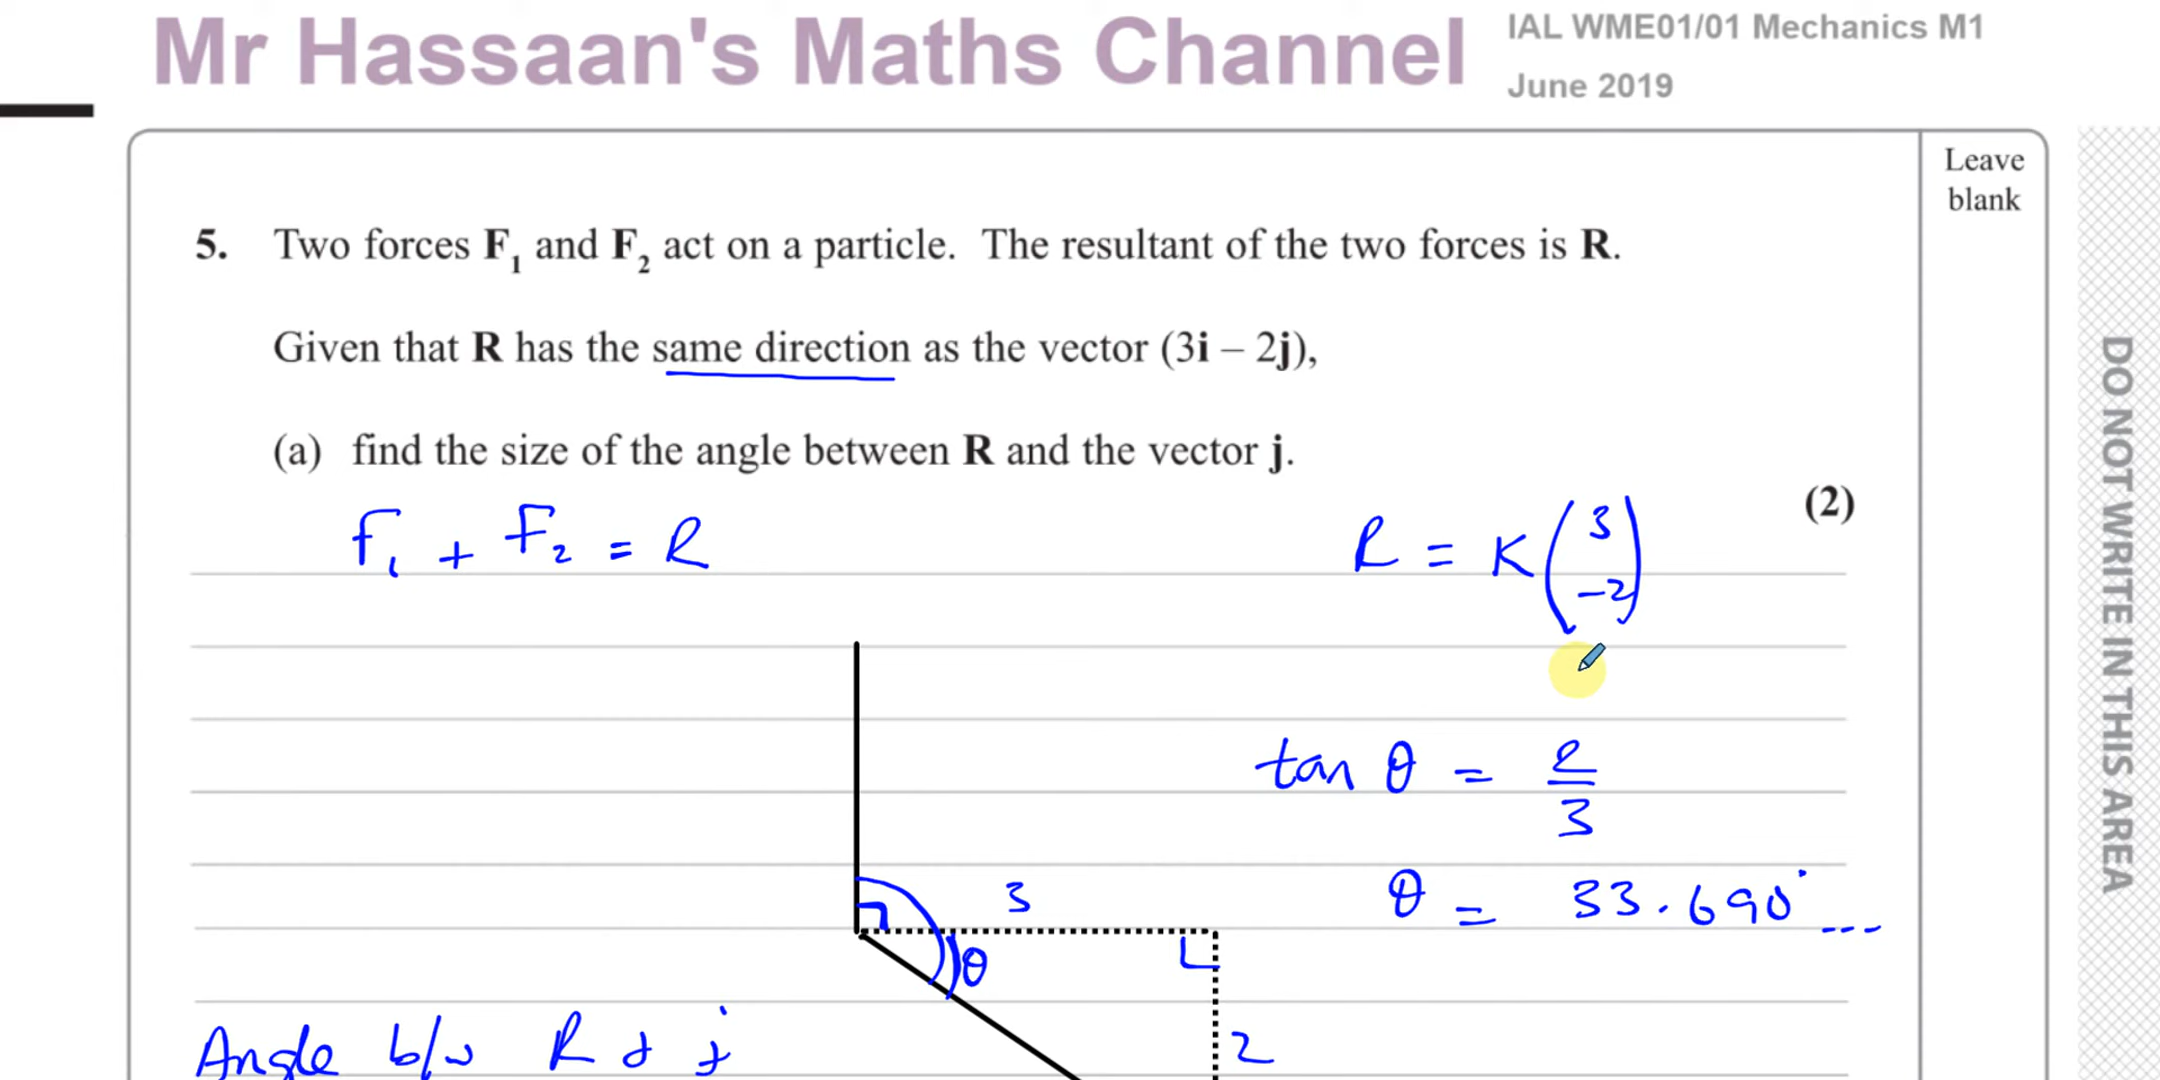 Mr Hassaan's Maths Channel
IAL WME01/01 Mechanics M1
June 2019
Leave
blank
5. Two forces F₁ and F₂ act on a particle. The resultant of the two forces is R.
Given that R has the same direction as the vector (3i – 2j),
(a) find the size of the angle between R and the vector j.
(2)
F₁ + F₂ = R
R = K(3 -2)
tan θ = 2/3
θ = 33.690° ...
3
θ
2
Angle b/w R & j
DO NOT WRITE IN THIS AREA